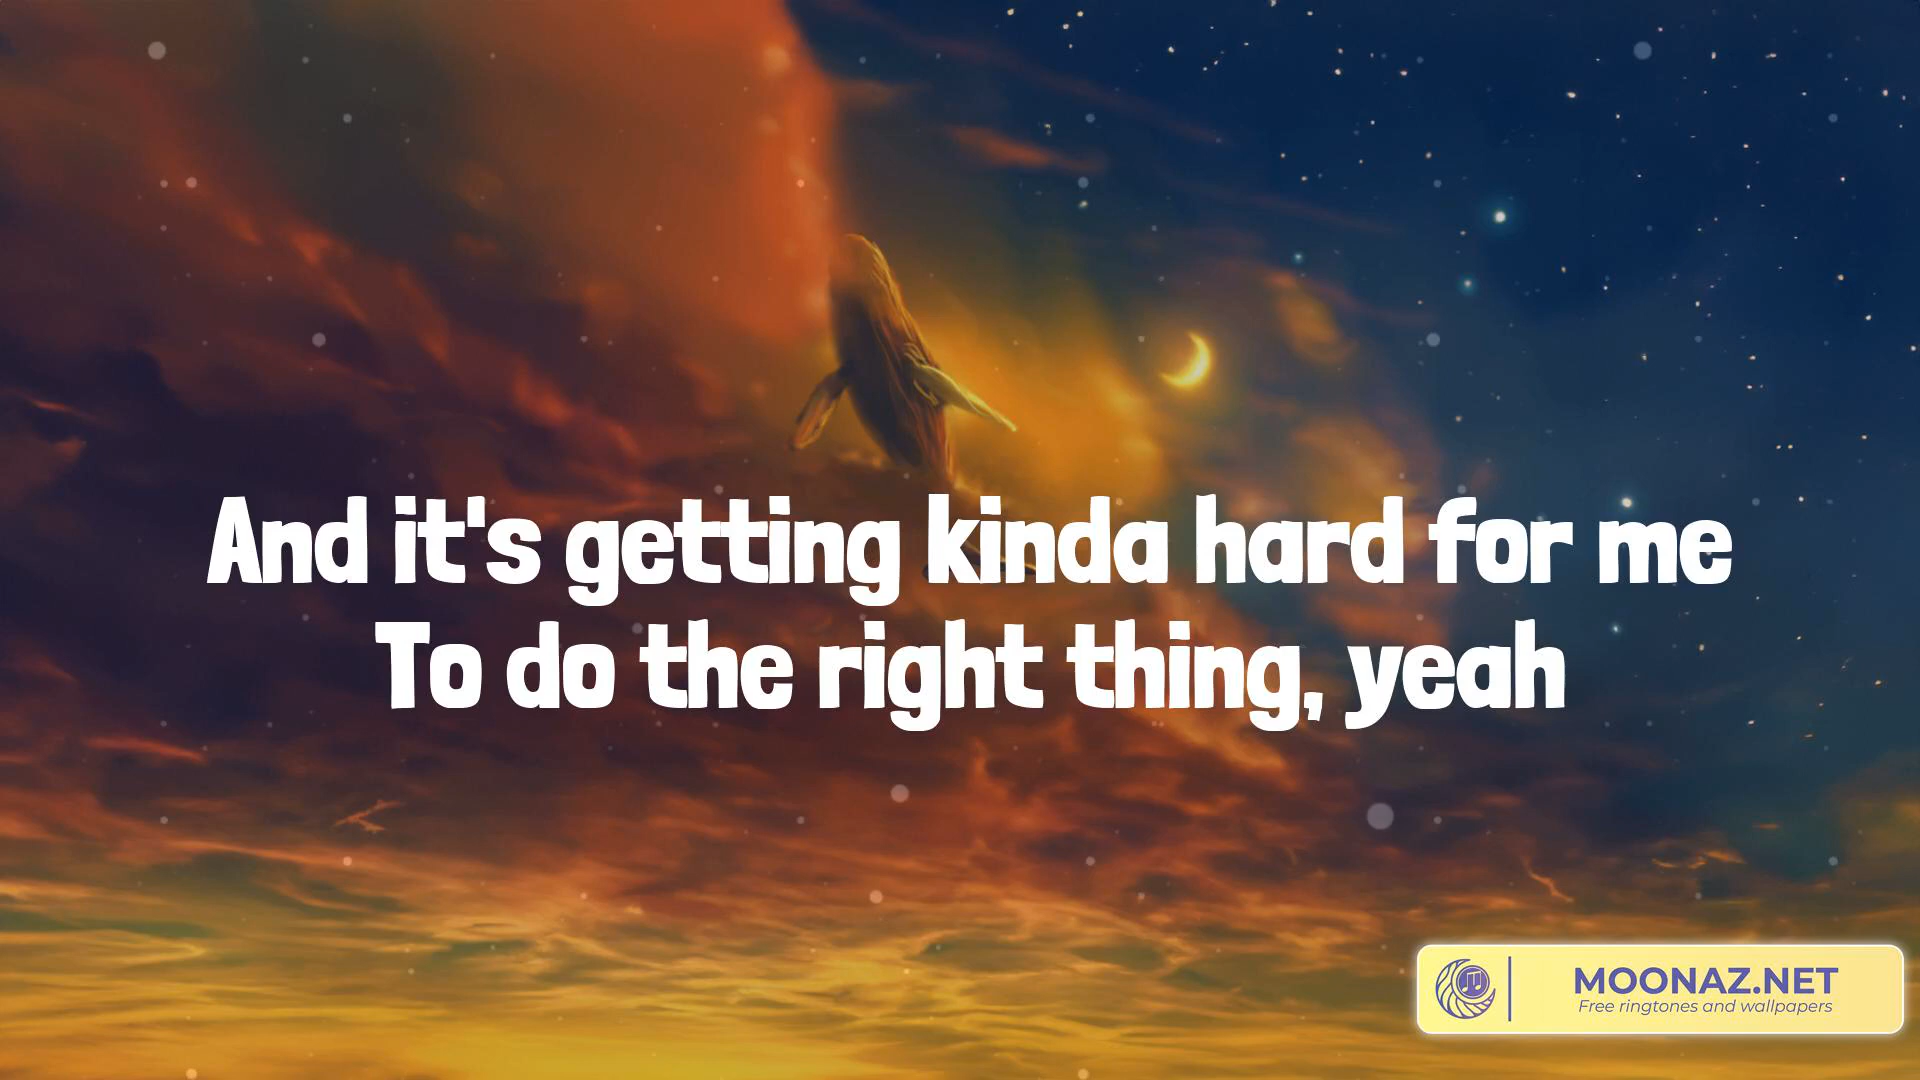 And it's getting kinda hard for me
To do the right thing, yeah
MOONAZ.NET
Free ringtones and wallpapers